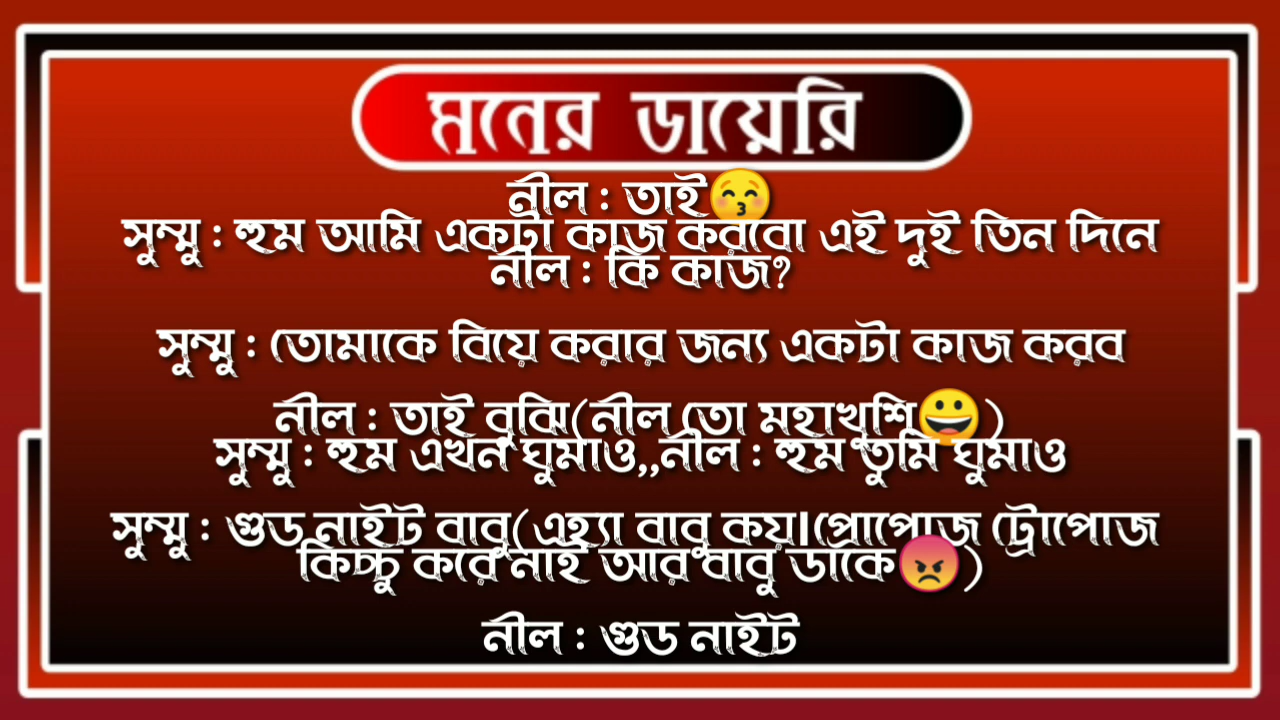 মনের ডায়েরি
নীল : তাই😚
সুম্মু : হুম আমি একটা কাজ করবো এই দুই তিন দিনে
নীল : কি কাজ?
সুম্মু : তোমাকে বিয়ে করার জন্য একটা কাজ করব
নীল : তাই বুঝি(নীল তো মহাখুশি😀)
সুম্মু : হুম এখন ঘুমাও,,নীল : হুম তুমি ঘুমাও
সুম্মু : গুড নাইট বাবু(এহ্যা বাবু কয়।প্রোপোজ ট্রোপোজ
কিচ্ছু করে নাই আর বাবু ডাকে😡)
নীল : গুড নাইট